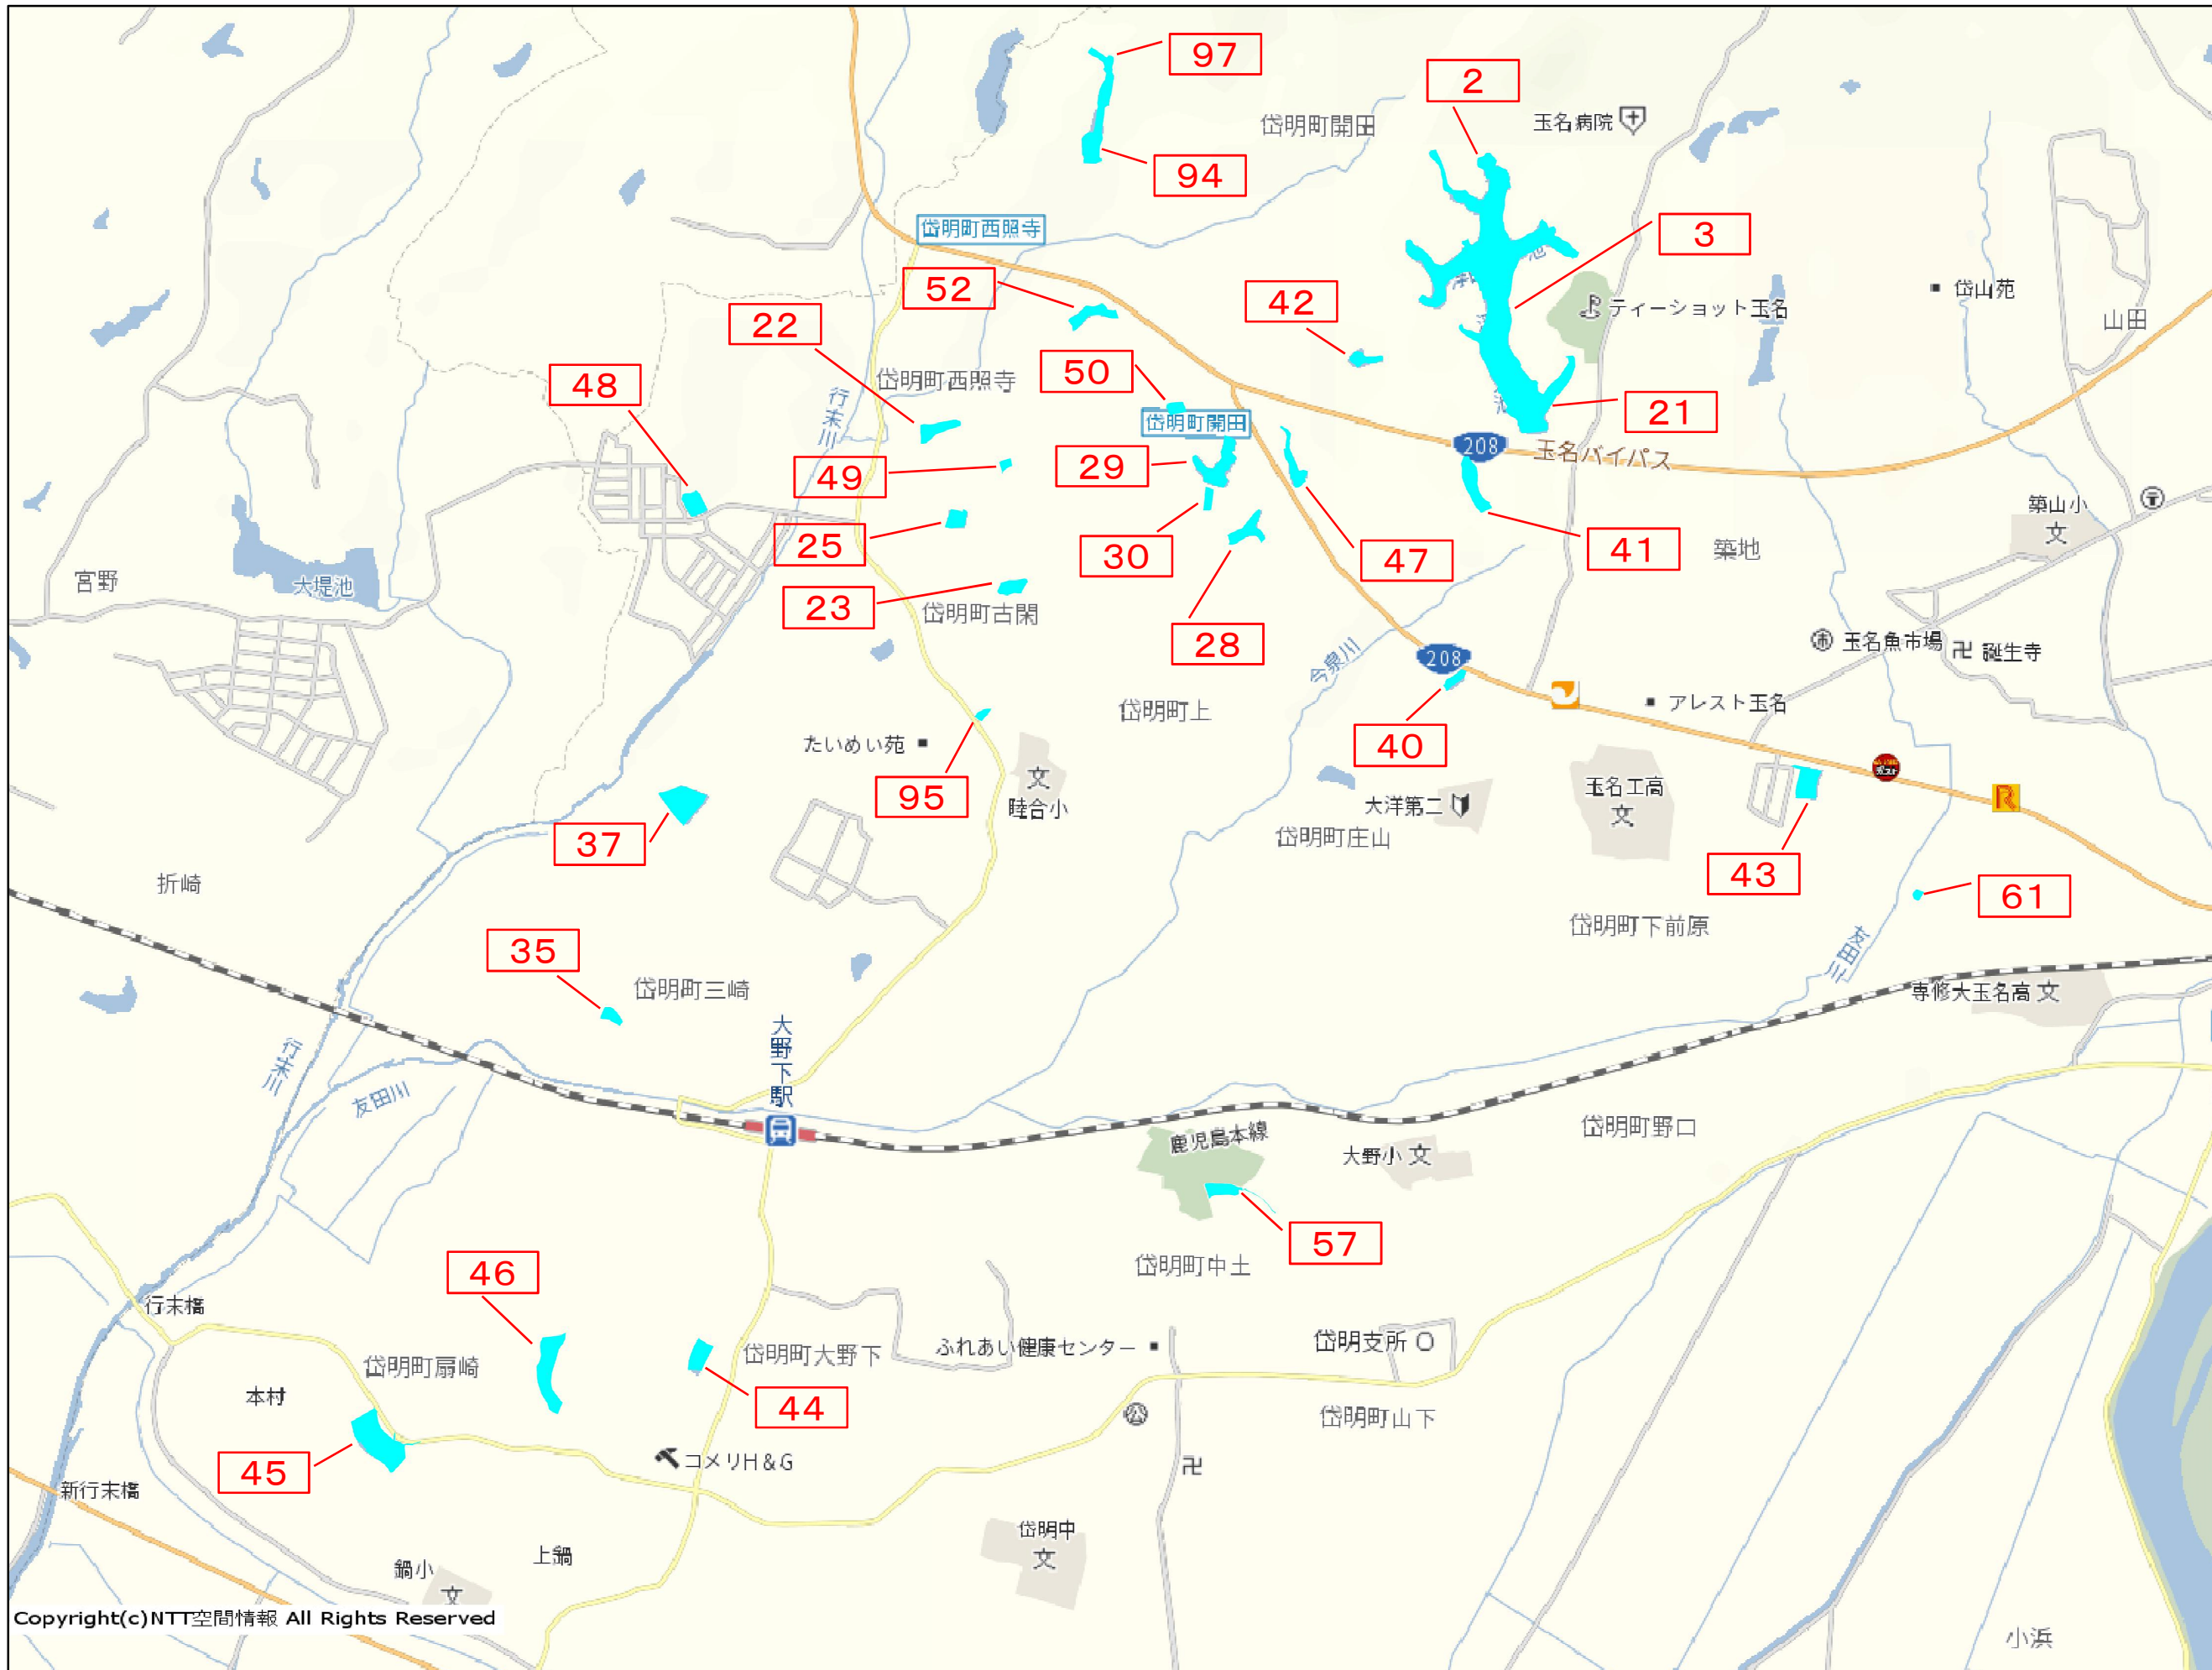 97
2
岱明町開田
玉名病院
94
岱明町西照寺
3
池
52
42
岱山苑
ティーショット玉名
22
山田
50
岱明町西照寺
48
行末川
池
21
岱明町開田
208
玉名バイパス
29
49
築山小
文
25
30
47
41
築地
宮野
大堤池
23
岱明町古閑
28
玉名魚市場
卍 誕生寺
今泉川
208
岱明町上
アレスト玉名
たいめい苑
40
文
睦合小
95
玉名工高
文
大洋第二
37
岱明町庄山
43
折崎
61
岱明町下前原
35
友田川
岱明町三崎
専修大玉名高 文
大野下駅
行末川
友田川
鹿児島本線
岱明町野口
大野小 文
57
岱明町中土
46
行末橋
ふれあい健康センター
岱明支所
岱明町大野下
岱明町扇崎
本村
44
岱明町山下
コメリH&G
卍
45
新行末橋
岱明中
文
上鍋
鍋小
文
Copyright(c)NTT空間情報 All Rights Reserved
小浜